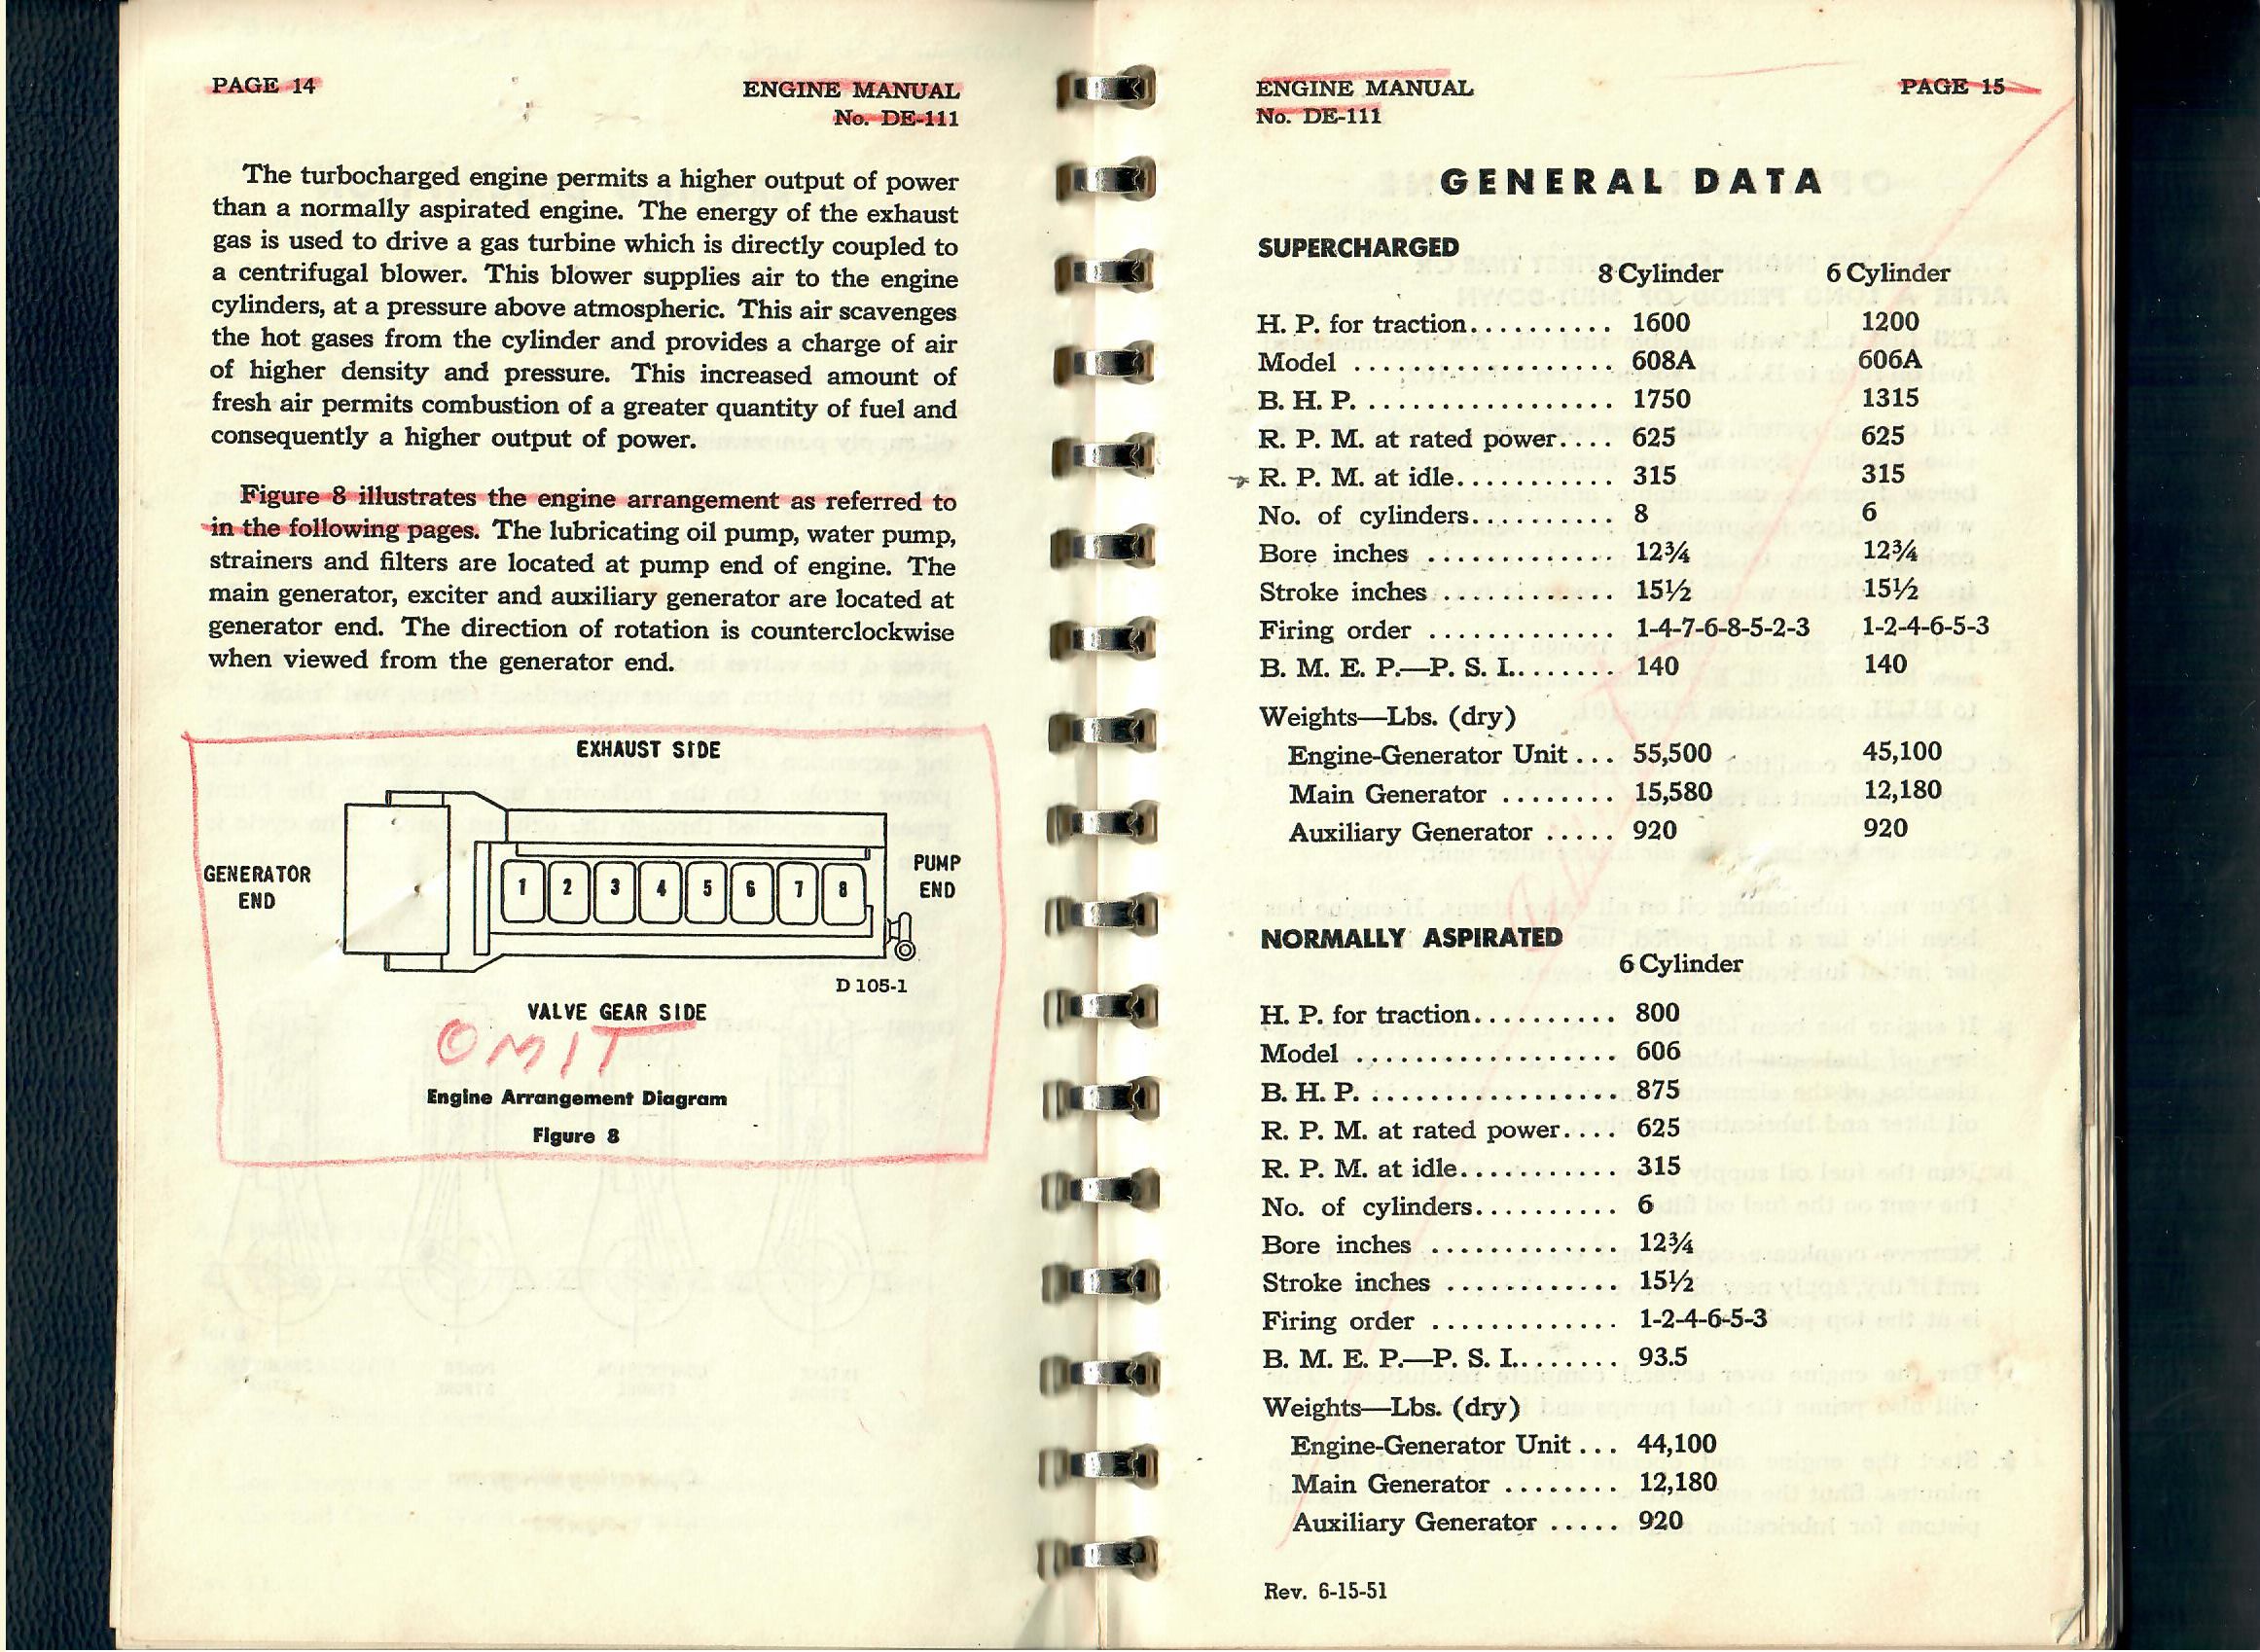 PAGE 14
ENGINE MANUAL
No. DE-111
The turbocharged engine permits a higher output of power
than a normally aspirated engine. The energy of the exhaust
gas is used to drive a gas turbine which is directly coupled to
a centrifugal blower. This blower supplies air to the engine
cylinders, at a pressure above atmospheric. This air scavenges
the hot gases from the cylinder and provides a charge of air
of higher density and pressure. This increased amount of
fresh air permits combustion of a greater quantity of fuel and
consequently a higher output of power.
Figure 8 illustrates the engine arrangement as referred to
in the following pages. The lubricating oil pump, water pump,
strainers and filters are located at pump end of engine. The
main generator, exciter and auxiliary generator are located at
generator end. The direction of rotation is counterclockwise
when viewed from the generator end.
EXHAUST SIDE
GENERATOR
END
1 2 3 4 5 6 7 8
PUMP
END
D 105-1
VALVE GEAR SIDE
OMIT
Engine Arrangement Diagram
Figure 8
ENGINE MANUAL
No. DE-111
PAGE 15
GENERAL DATA
SUPERCHARGED
8 Cylinder 6 Cylinder
H. P. for traction.......... 1600 1200
Model .................. 608A 606A
B. H. P. ................. 1750 1315
R. P. M. at rated power.... 625 625
R. P. M. at idle........... 315 315
No. of cylinders.......... 8 6
Bore inches ............. 12¾ 12¾
Stroke inches ............ 15½ 15½
Firing order ............. 1-4-7-6-8-5-2-3 1-2-4-6-5-3
B. M. E. P.—P. S. I........ 140 140
Weights—Lbs. (dry)
Engine-Generator Unit ... 55,500 45,100
Main Generator ........ 15,580 12,180
Auxiliary Generator ..... 920 920
NORMALLY ASPIRATED
6 Cylinder
H. P. for traction.......... 800
Model .................. 606
B. H. P. ................. 875
R. P. M. at rated power.... 625
R. P. M. at idle........... 315
No. of cylinders.......... 6
Bore inches ............. 12¾
Stroke inches ............ 15½
Firing order ............. 1-2-4-6-5-3
B. M. E. P.—P. S. I........ 93.5
Weights—Lbs. (dry)
Engine-Generator Unit ... 44,100
Main Generator ........ 12,180
Auxiliary Generator ..... 920
Rev. 6-15-51